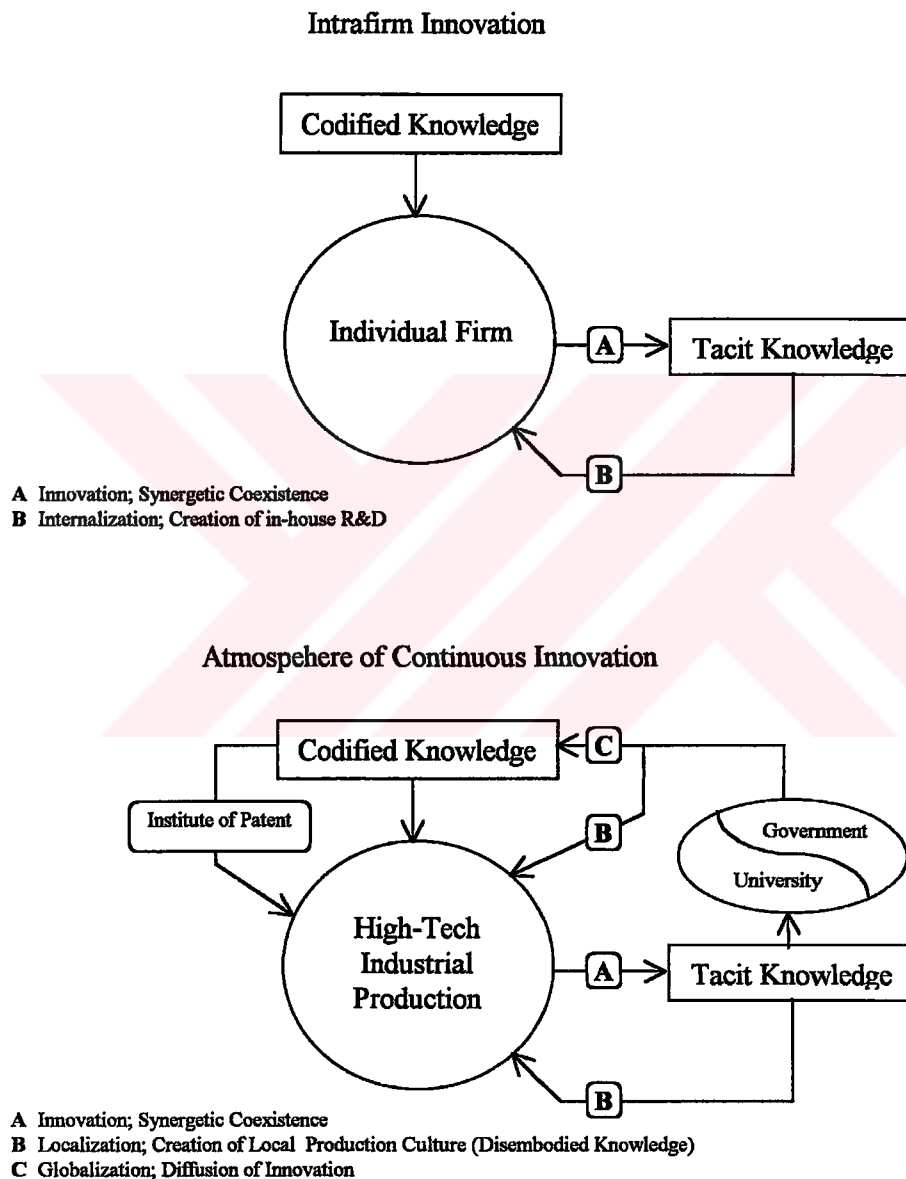 Intrafirm Innovation
Codified Knowledge
Individual Firm
A
Tacit Knowledge
B
A Innovation; Synergetic Coexistence
B Internalization; Creation of in-house R&D
Atmospehere of Continuous Innovation
Codified Knowledge
C
Institute of Patent
B
Government
University
High-Tech
Industrial
Production
A
Tacit Knowledge
B
A Innovation; Synergetic Coexistence
B Localization; Creation of Local Production Culture (Disembodied Knowledge)
C Globalization; Diffusion of Innovation